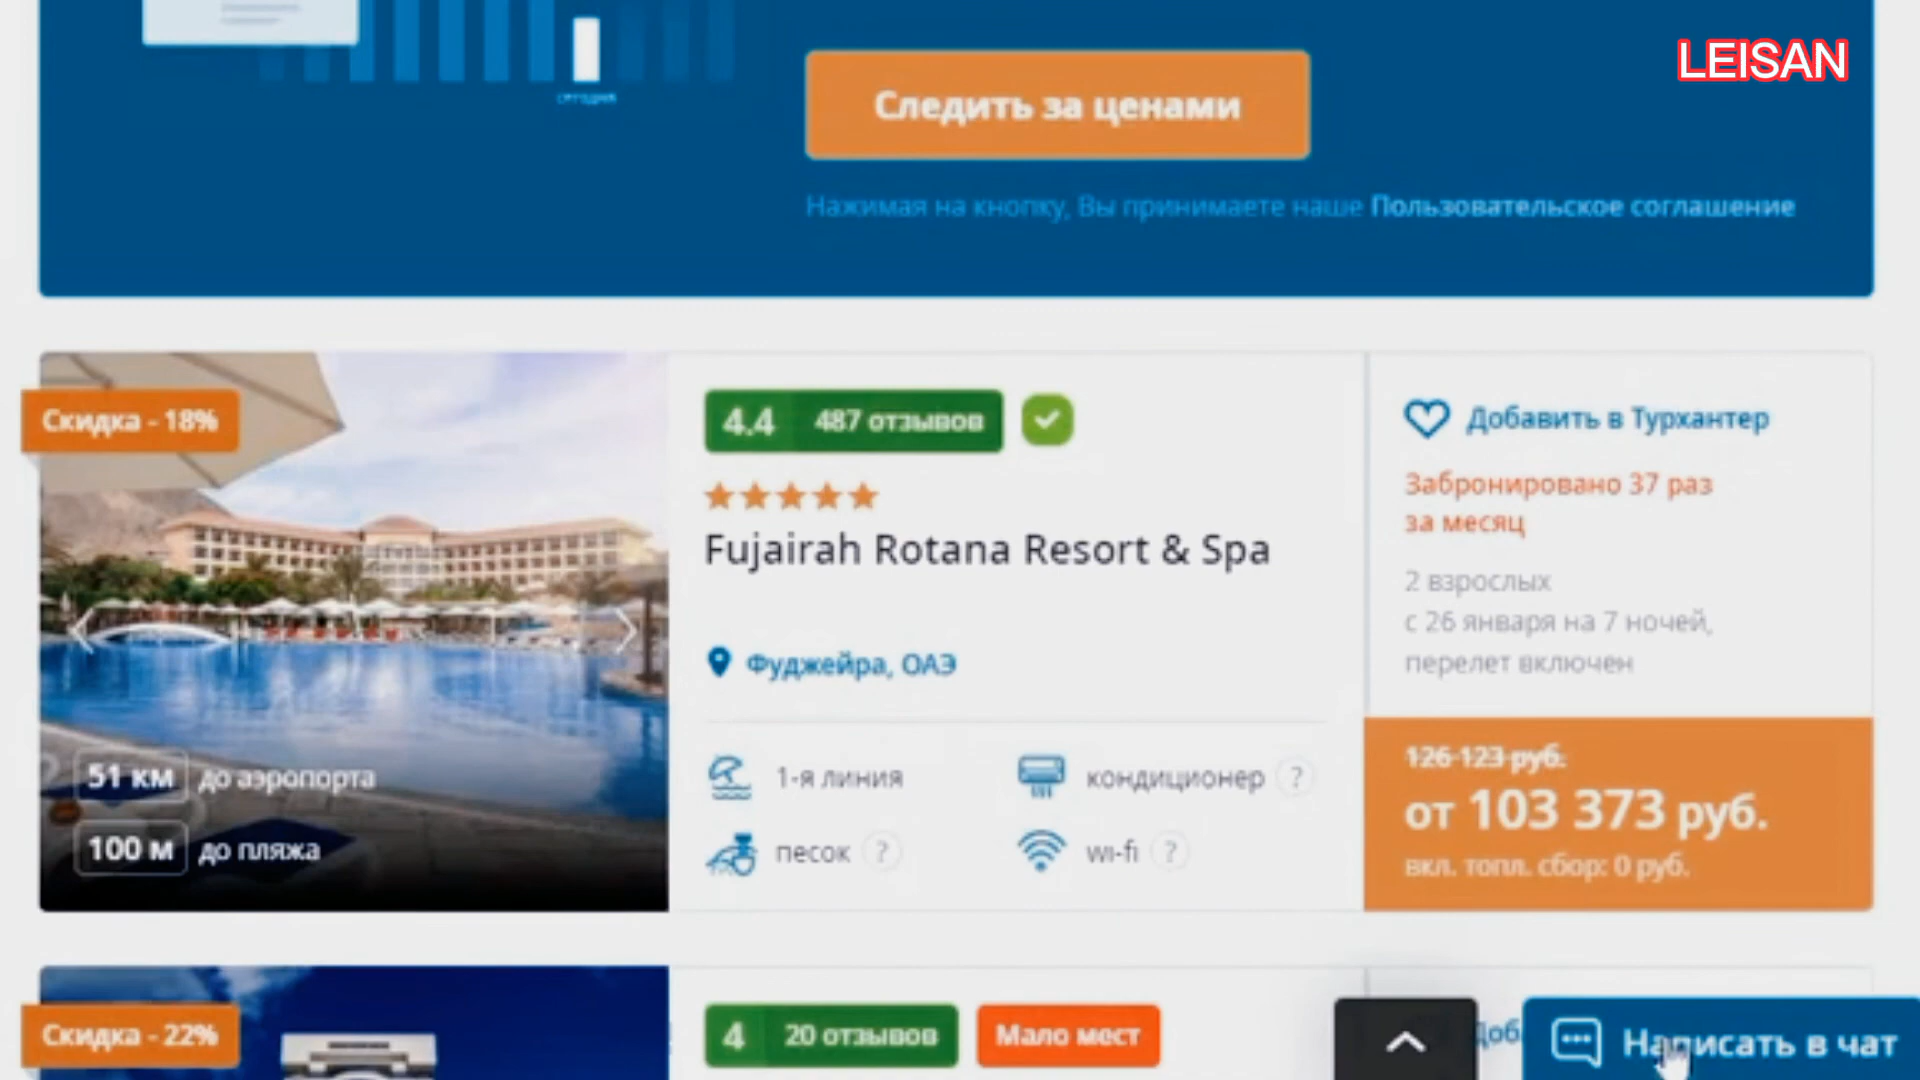 LEISAN
сегодня
Следить за ценами
Нажимая на кнопку, Вы принимаете наше Пользовательское соглашение
Скидка - 18%
4.4 487 отзывов
Добавить в Турхантер
Забронировано 37 раз
за месяц
Fujairah Rotana Resort & Spa
2 взрослых
с 26 января на 7 ночей,
перелет включен
Фуджейра, ОАЭ
51 км до аэропорта
100 м до пляжа
1-я линия
кондиционер ?
песок ?
wi-fi ?
126 123 руб.
от 103 373 руб.
вкл. топл. сбор: 0 руб.
Скидка - 22%
4 20 отзывов
Мало мест
Доб
Написать в чат